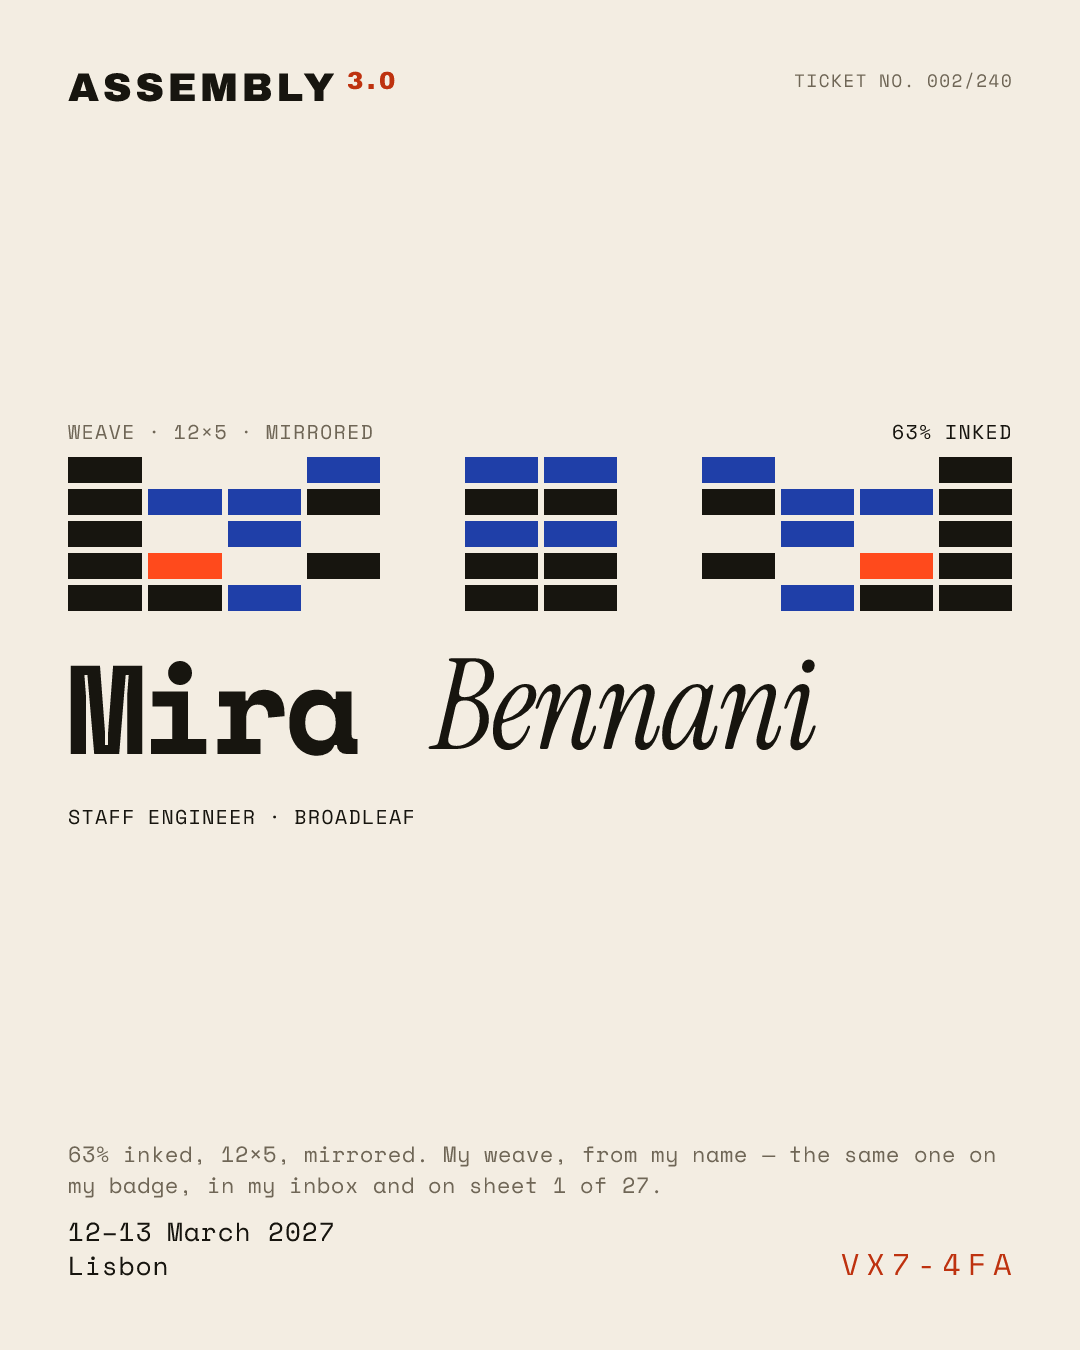 ASSEMBLY 3.0
TICKET NO. 002/240
WEAVE · 12×5 · MIRRORED
63% INKED
Mira Bennani
STAFF ENGINEER · BROADLEAF
63% inked, 12×5, mirrored. My weave, from my name — the same one on
my badge, in my inbox and on sheet 1 of 27.
12–13 March 2027
Lisbon
VX7-4FA